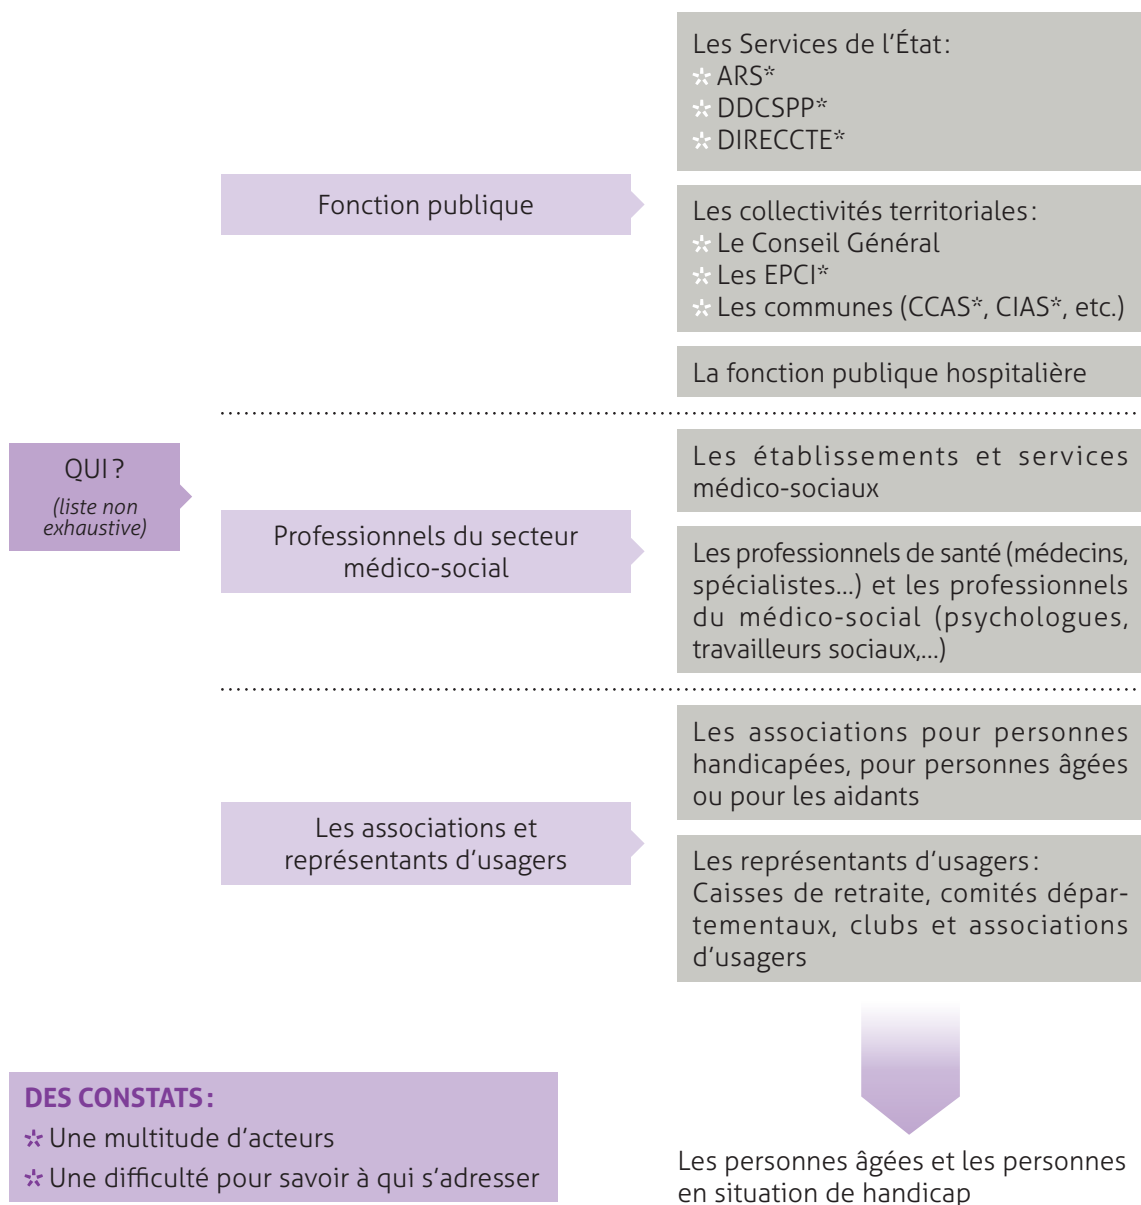 Les Services de l'État :
ARS*
DDCSPP*
DIRECCTE*
Fonction publique
Les collectivités territoriales :
Le Conseil Général
Les EPCI*
Les communes (CCAS*, CIAS*, etc.)
La fonction publique hospitalière
QUI ?
(liste non
exhaustive)
Les établissements et services
médico-sociaux
Professionnels du secteur
médico-social
Les professionnels de santé (médecins,
spécialistes...) et les professionnels
du médico-social (psychologues,
travailleurs sociaux,...)
Les associations pour personnes
handicapées, pour personnes âgées
ou pour les aidants
Les associations et
représentants d'usagers
Les représentants d'usagers :
Caisses de retraite, comités dépar-
tementaux, clubs et associations
d'usagers
DES CONSTATS :
Une multitude d'acteurs
Une difficulté pour savoir à qui s'adresser
Les personnes âgées et les personnes
en situation de handicap